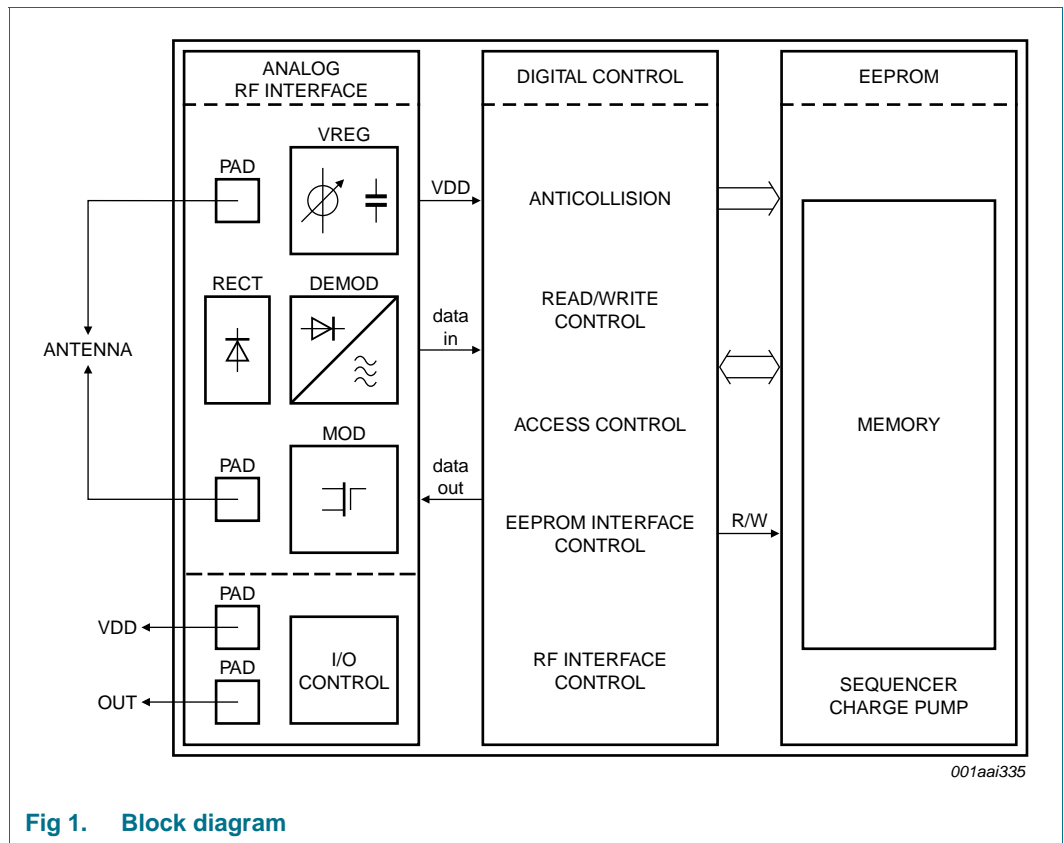 ANALOG
RF INTERFACE
VREG
PAD
VDD
RECT
DEMOD
data
in
ANTENNA
MOD
PAD
data
out
PAD
VDD
PAD
OUT
I/O
CONTROL
DIGITAL CONTROL
ANTICOLLISION
READ/WRITE
CONTROL
ACCESS CONTROL
EEPROM INTERFACE
CONTROL
R/W
RF INTERFACE
CONTROL
EEPROM
MEMORY
SEQUENCER
CHARGE PUMP
001aai335
Fig 1. Block diagram